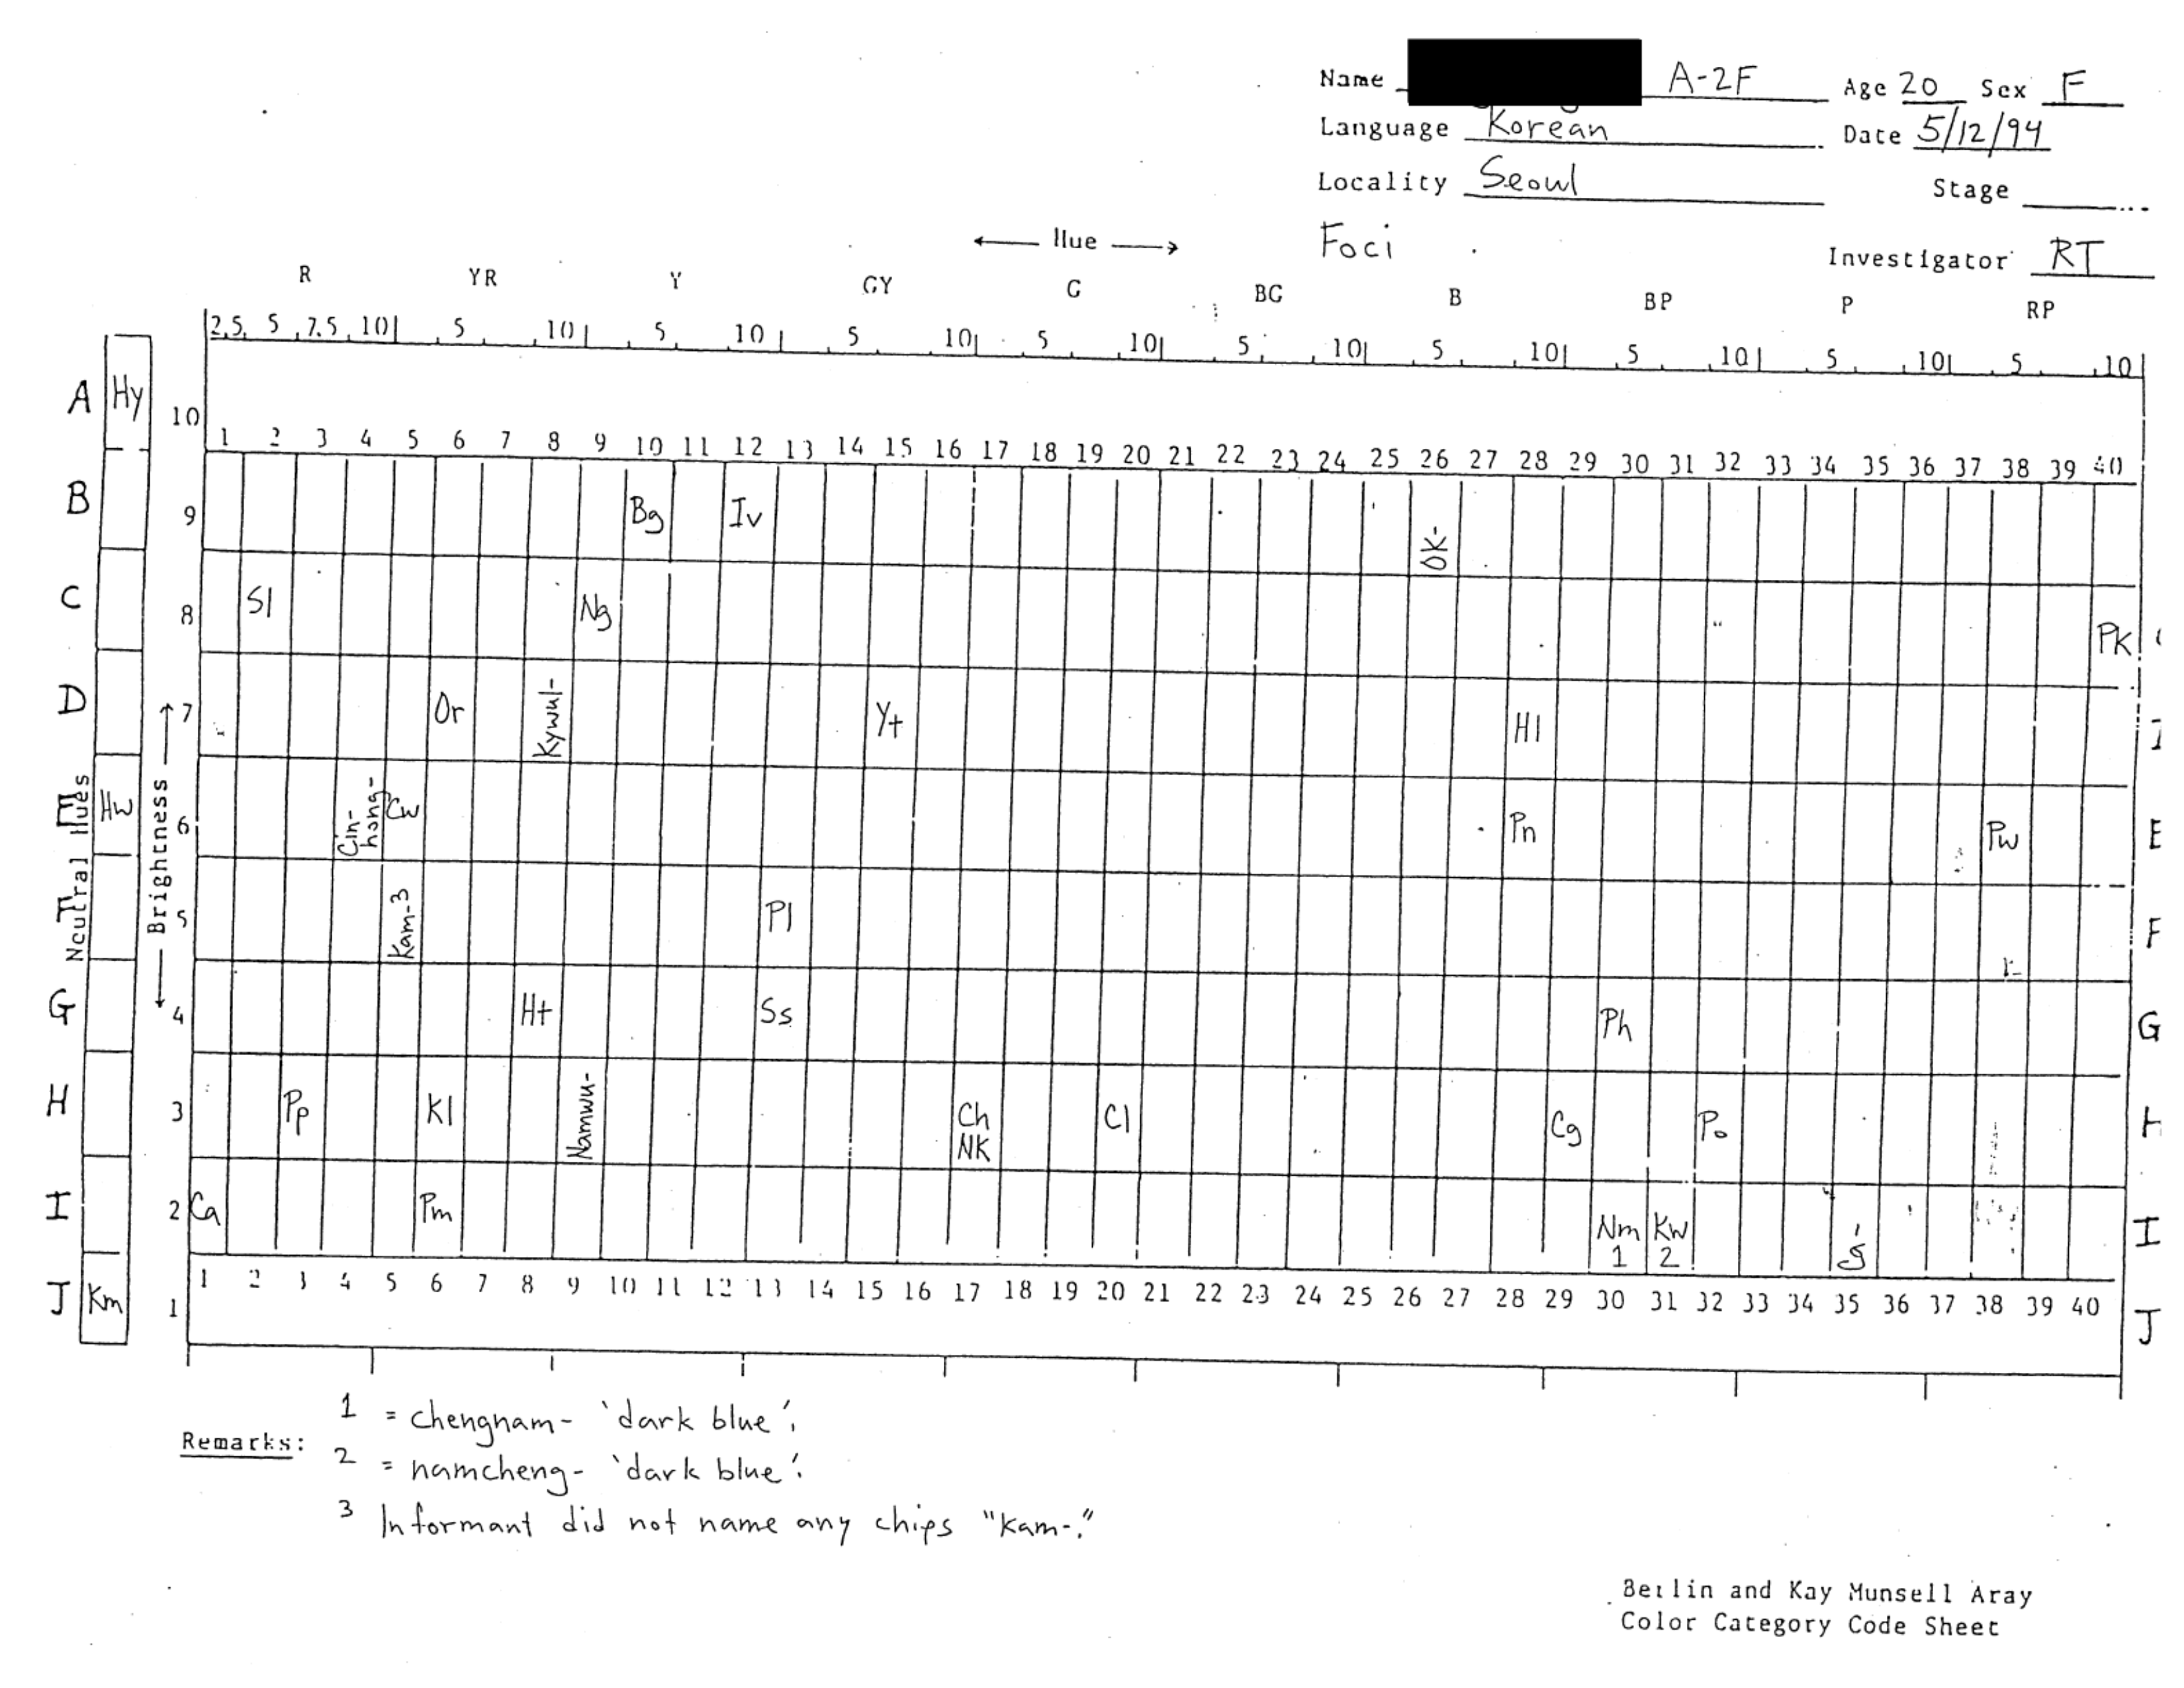 Name A-2F Age 20 Sex F
Language Korean Date 5/12/94
Locality Seoul Stage
Foci Investigator RT
← Hue →
R YR Y GY G BG B BP P RP
2.5 5 7.5 10 5 10 5 10 5 10 5 10 5 10 5 10 5 10 5 10 5 10
A Hy 10
1 2 3 4 5 6 7 8 9 10 11 12 13 14 15 16 17 18 19 20 21 22 23 24 25 26 27 28 29 30 31 32 33 34 35 36 37 38 39 40
B 9 Bg Iv OK-
C 8 Sl Ng PK
D 7 Or Kywul- Yt Hl
Neutral Hues
← Brightness →
E Hw 6 Cin-hong- Cw Pn Pw E
F 5 Kam-3 Pl F
G 4 Ht Ss Ph G
H 3 Pp Kl Namwu- Ch Cl Cg Po H
NK
I 2 Ca Pm Nm Kw I
1 2
1 2 3 4 5 6 7 8 9 10 11 12 13 14 15 16 17 18 19 20 21 22 23 24 25 26 27 28 29 30 31 32 33 34 35 36 37 38 39 40
J Km 1 J
Remarks:
1 = chengnam- 'dark blue'.
2 = namcheng- 'dark blue'.
3 Informant did not name any chips "Kam-."
Berlin and Kay Munsell Aray
Color Category Code Sheet